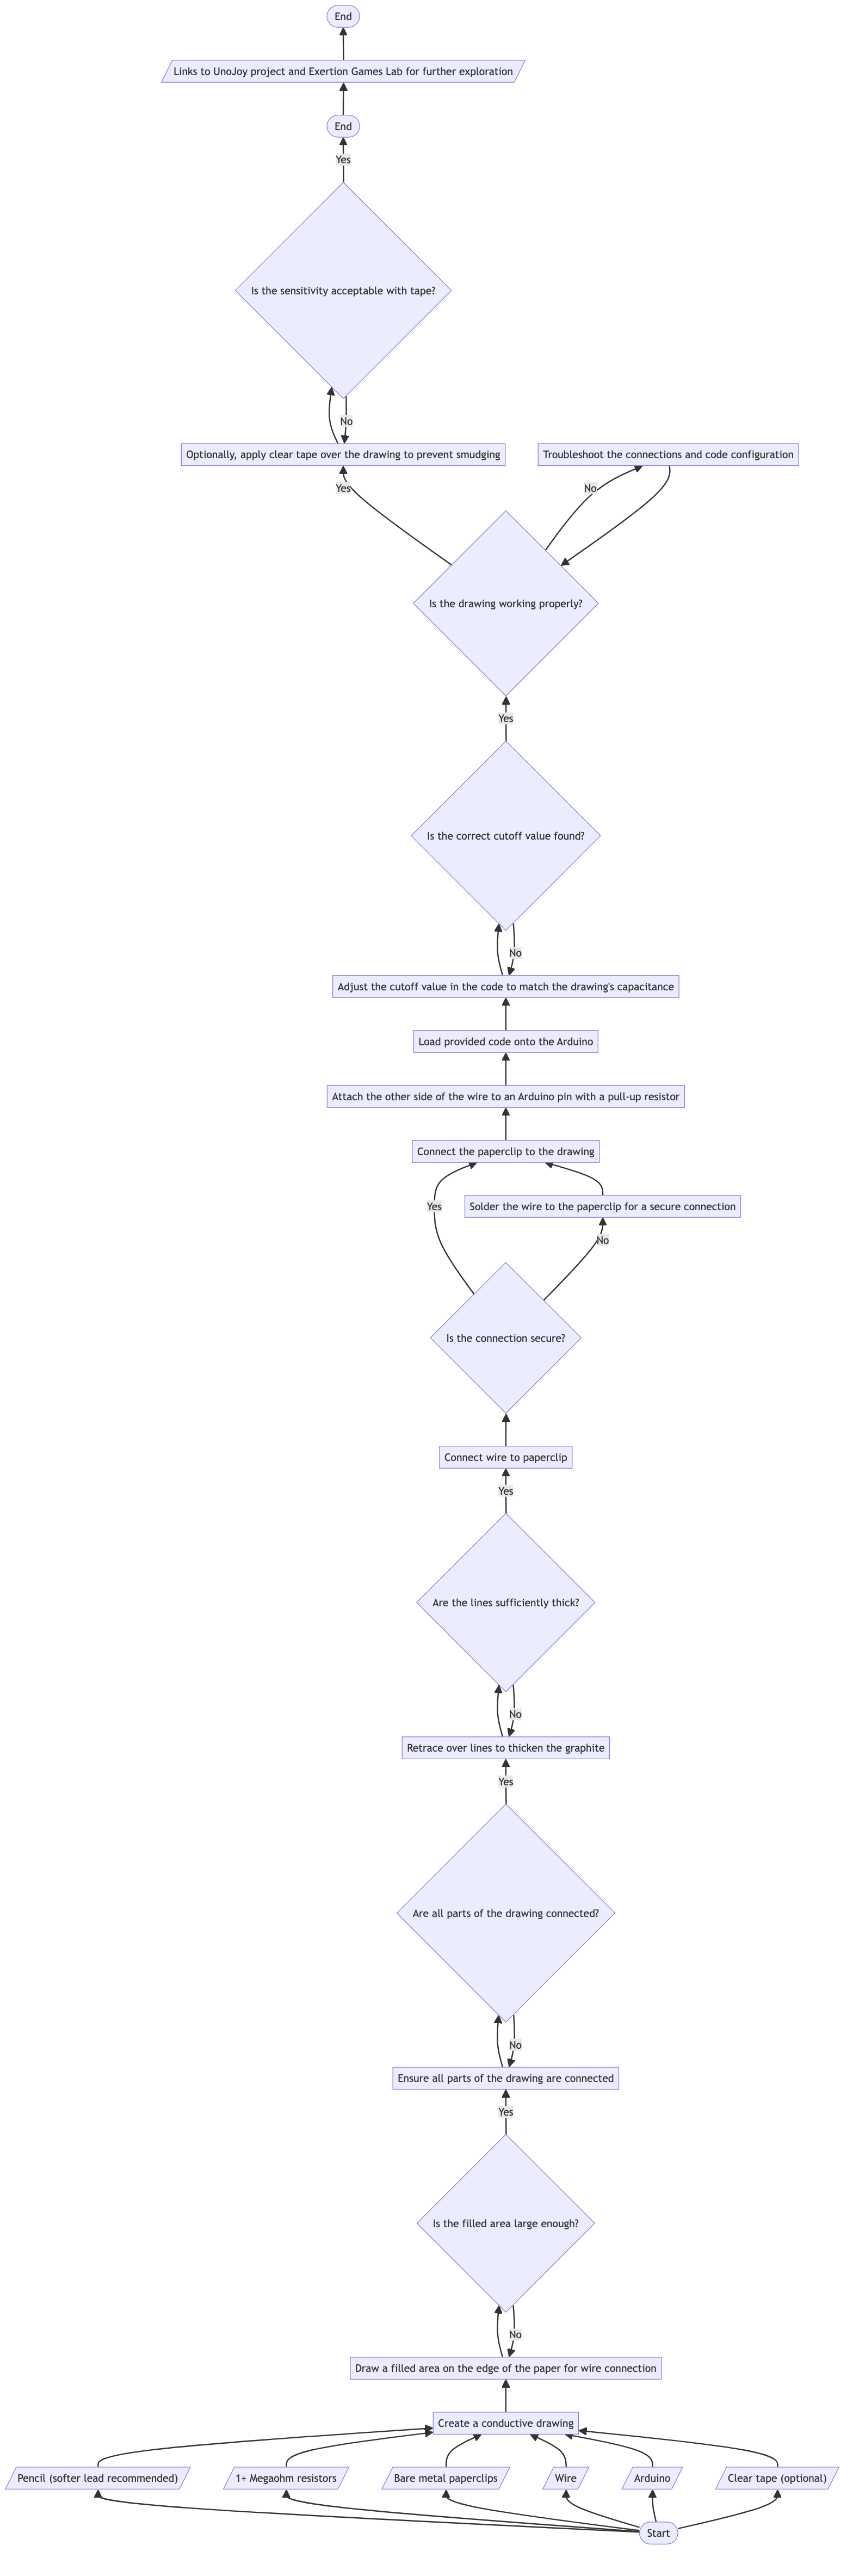 End
Links to UnoJoy project and Exertion Games Lab for further exploration
End
Yes
Is the sensitivity acceptable with tape?
No
Optionally, apply clear tape over the drawing to prevent smudging
Troubleshoot the connections and code configuration
Yes
No
Is the drawing working properly?
Yes
Is the correct cutoff value found?
No
Adjust the cutoff value in the code to match the drawing's capacitance
Load provided code onto the Arduino
Attach the other side of the wire to an Arduino pin with a pull-up resistor
Connect the paperclip to the drawing
Yes
Solder the wire to the paperclip for a secure connection
No
Is the connection secure?
Connect wire to paperclip
Yes
Are the lines sufficiently thick?
No
Retrace over lines to thicken the graphite
Yes
Are all parts of the drawing connected?
No
Ensure all parts of the drawing are connected
Yes
Is the filled area large enough?
No
Draw a filled area on the edge of the paper for wire connection
Create a conductive drawing
Pencil (softer lead recommended)
1+ Megaohm resistors
Bare metal paperclips
Wire
Arduino
Clear tape (optional)
Start